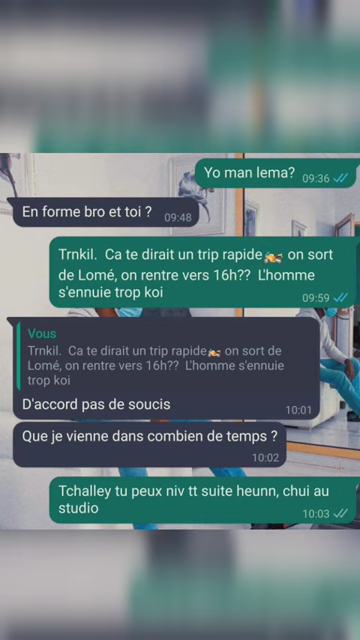 Yo man lema?
09:36
En forme bro et toi ?
09:48
Trnkil. Ca te dirait un trip rapide on sort
de Lomé, on rentre vers 16h?? L'homme
s'ennuie trop koi
09:59
Vous
Trnkil. Ca te dirait un trip rapide on sort de
Lomé, on rentre vers 16h?? L'homme s'ennuie
trop koi
D'accord pas de soucis
10:01
Que je vienne dans combien de temps ?
10:02
Tchalley tu peux niv tt suite heunn, chui au
studio
10:03